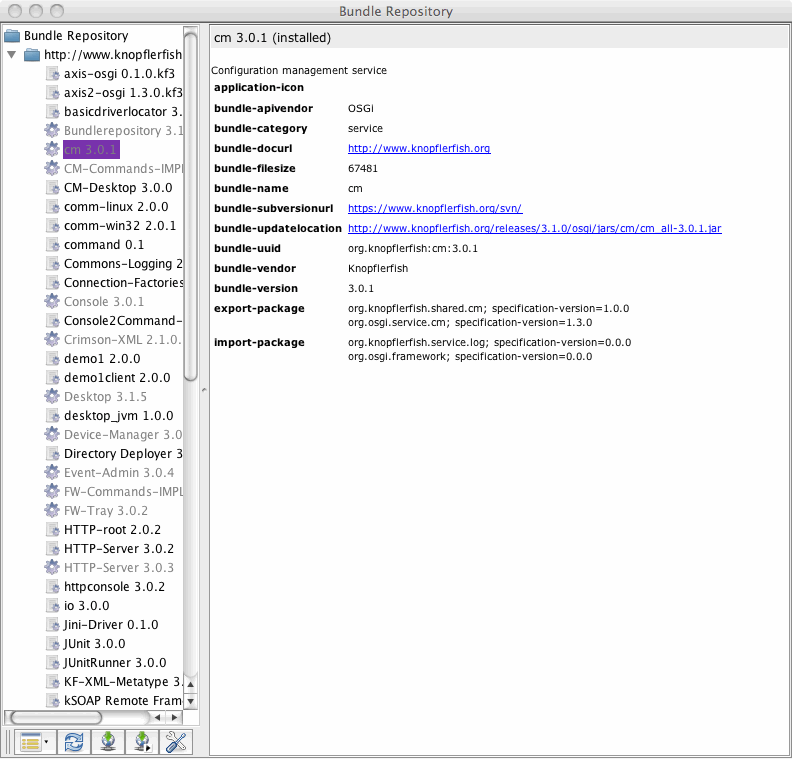 Bundle Repository
Bundle Repository
http://www.knopflerfish
axis-osgi 0.1.0.kf3
axis2-osgi 1.3.0.kf3
basicdriverlocator 3.
Bundlerepository 3.1
cm 3.0.1
CM-Commands-IMPL
CM-Desktop 3.0.0
comm-linux 2.0.0
comm-win32 2.0.1
command 0.1
Commons-Logging 2
Connection-Factories
Console 3.0.1
Console2Command-
Crimson-XML 2.1.0.
demo1 2.0.0
demo1client 2.0.0
Desktop 3.1.5
desktop_jvm 1.0.0
Device-Manager 3.0
Directory Deployer 3
Event-Admin 3.0.4
FW-Commands-IMPL
FW-Tray 3.0.2
HTTP-root 2.0.2
HTTP-Server 3.0.2
HTTP-Server 3.0.3
httpconsole 3.0.2
io 3.0.0
Jini-Driver 0.1.0
JUnit 3.0.0
JUnitRunner 3.0.0
KF-XML-Metatype 3.
kSOAP Remote Fram
cm 3.0.1 (installed)
Configuration management service
application-icon
bundle-apivendor OSGi
bundle-category service
bundle-docurl http://www.knopflerfish.org
bundle-filesize 67481
bundle-name cm
bundle-subversionurl https://www.knopflerfish.org/svn/
bundle-updatelocation http://www.knopflerfish.org/releases/3.1.0/osgi/jars/cm/cm_all-3.0.1.jar
bundle-uuid org.knopflerfish:cm:3.0.1
bundle-vendor Knopflerfish
bundle-version 3.0.1
export-package org.knopflerfish.shared.cm; specification-version=1.0.0
org.osgi.service.cm; specification-version=1.3.0
import-package org.knopflerfish.service.log; specification-version=0.0.0
org.osgi.framework; specification-version=0.0.0